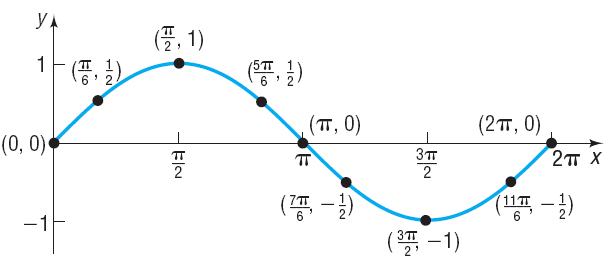 y
(π/2, 1)
1
(π/6, 1/2)
(5π/6, 1/2)
(π, 0)
(2π, 0)
(0, 0)
π/2
π
3π/2
2π
x
(7π/6, −1/2)
(11π/6, −1/2)
−1
(3π/2, −1)